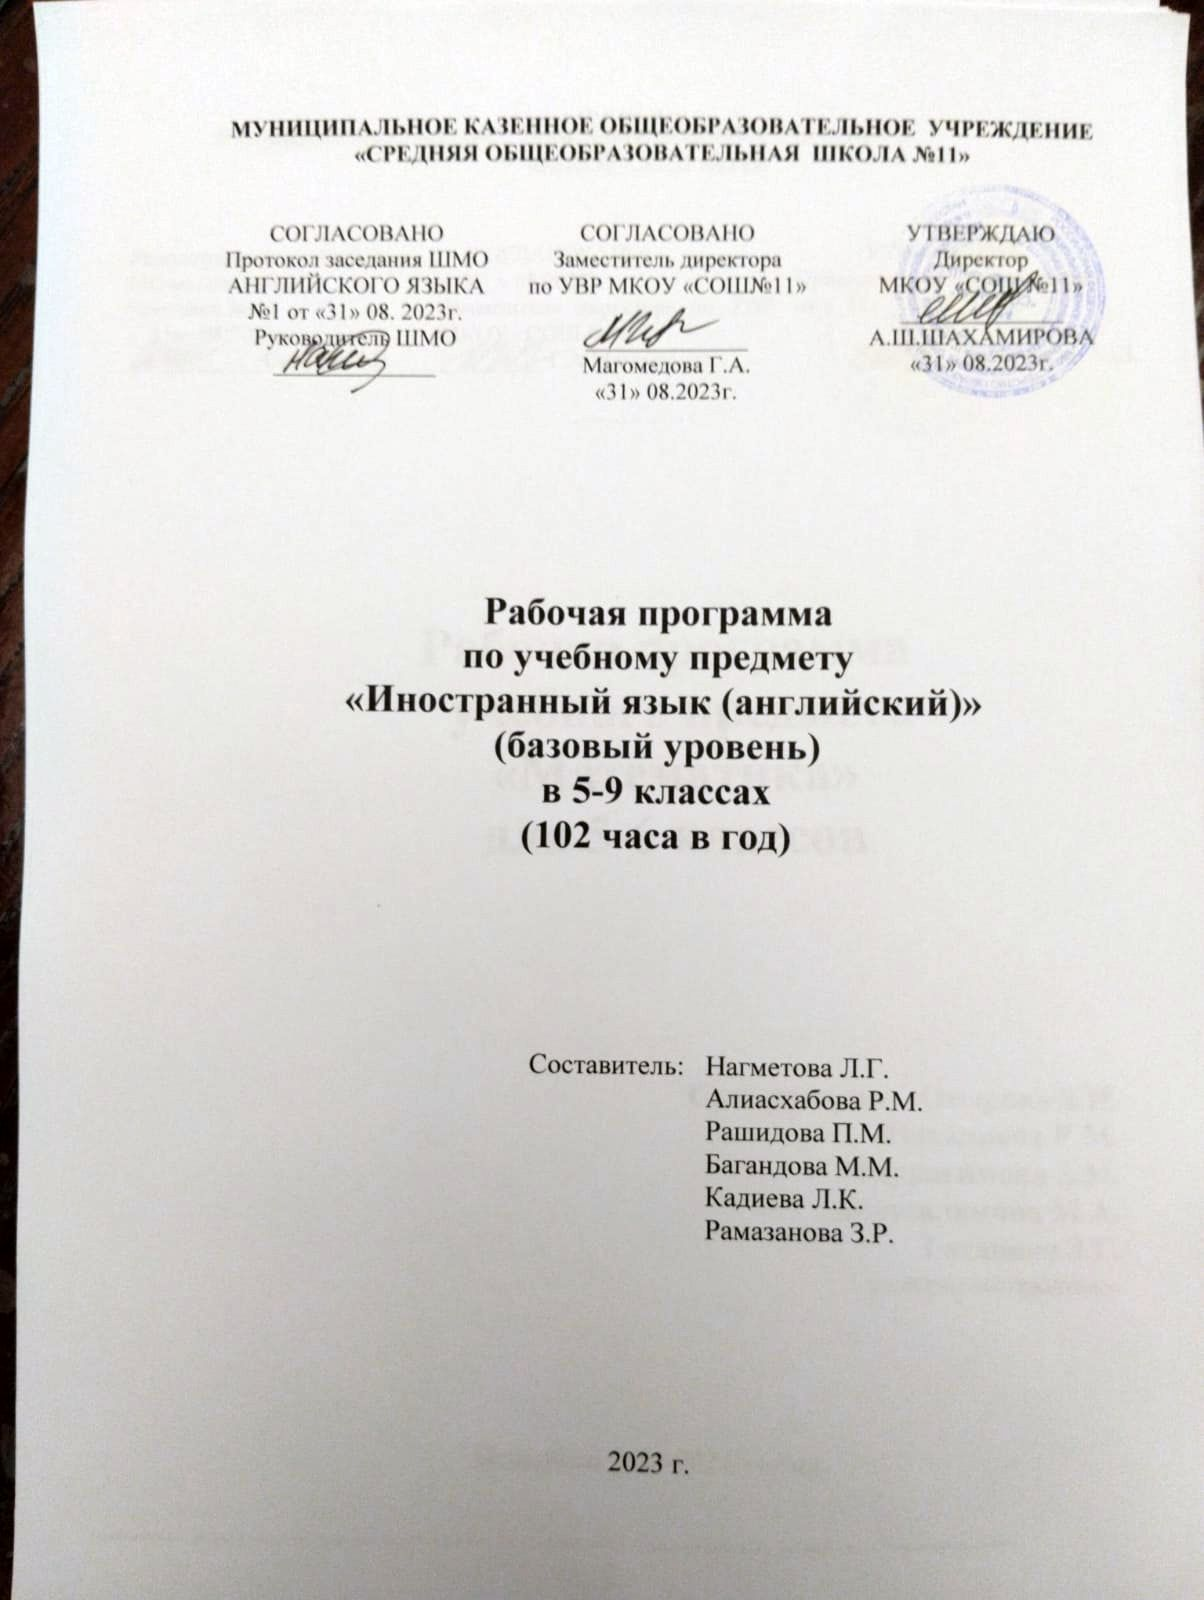 МУНИЦИПАЛЬНОЕ КАЗЕННОЕ ОБЩЕОБРАЗОВАТЕЛЬНОЕ УЧРЕЖДЕНИЕ
«СРЕДНЯЯ ОБЩЕОБРАЗОВАТЕЛЬНАЯ ШКОЛА №11»
СОГЛАСОВАНО
Протокол заседания ШМО
АНГЛИЙСКОГО ЯЗЫКА
№1 от «31» 08. 2023г.
Руководитель ШМО
СОГЛАСОВАНО
Заместитель директора
по УВР МКОУ «СОШ№11»
Магомедова Г.А.
«31» 08.2023г.
УТВЕРЖДАЮ
Директор
МКОУ «СОШ №11»
А.Ш.ШАХАМИРОВА
«31» 08.2023г.
Рабочая программа
по учебному предмету
«Иностранный язык (английский)»
(базовый уровень)
в 5-9 классах
(102 часа в год)
Составитель: Нагметова Л.Г.
Алиасхабова Р.М.
Рашидова П.М.
Багандова М.М.
Кадиева Л.К.
Рамазанова З.Р.
2023 г.